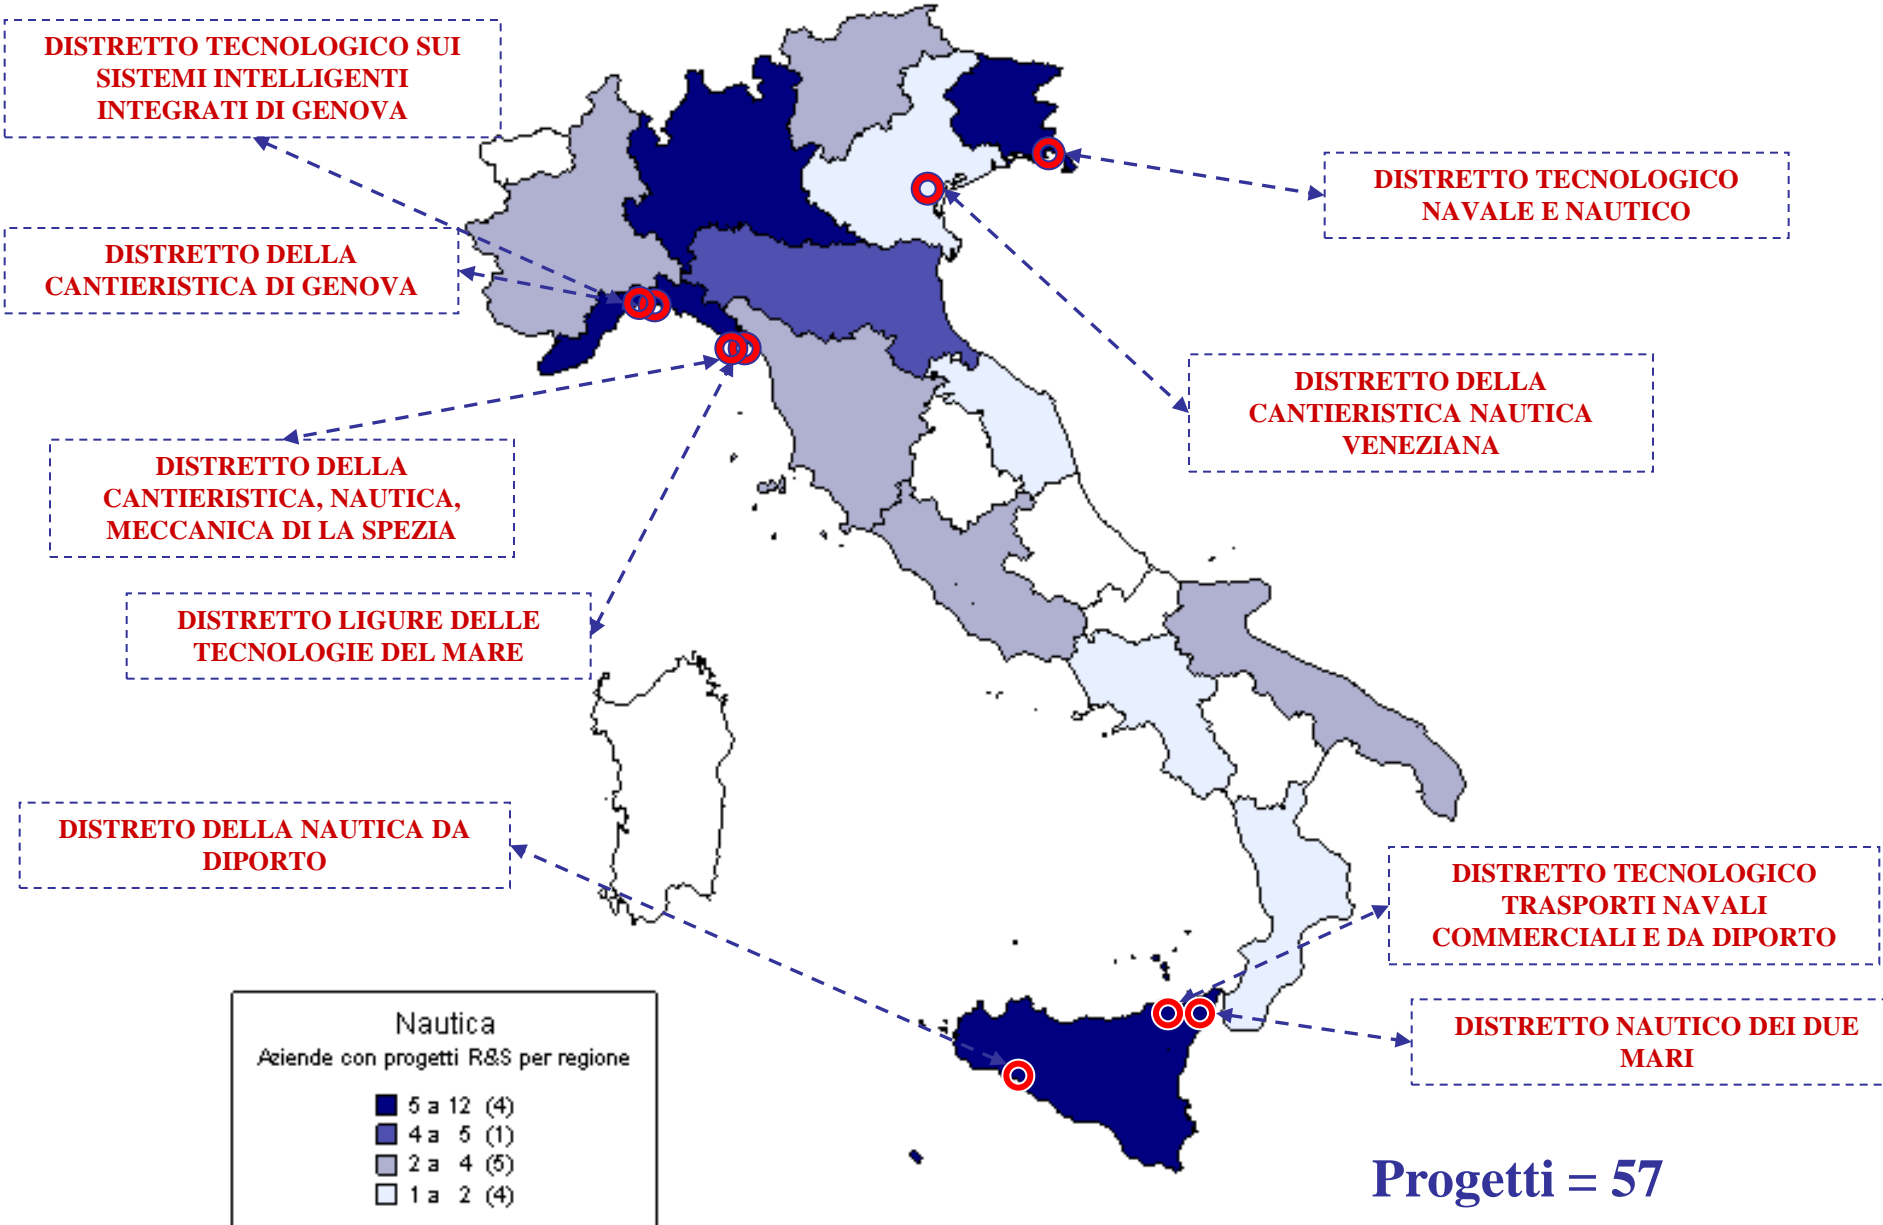 DISTRETTO TECNOLOGICO SUI
SISTEMI INTELLIGENTI
INTEGRATI DI GENOVA
DISTRETTO TECNOLOGICO
NAVALE E NAUTICO
DISTRETTO DELLA
CANTIERISTICA DI GENOVA
DISTRETTO DELLA
CANTIERISTICA NAUTICA
VENEZIANA
DISTRETTO DELLA
CANTIERISTICA, NAUTICA,
MECCANICA DI LA SPEZIA
DISTRETTO LIGURE DELLE
TECNOLOGIE DEL MARE
DISTRETO DELLA NAUTICA DA
DIPORTO
DISTRETTO TECNOLOGICO
TRASPORTI NAVALI
COMMERCIALI E DA DIPORTO
DISTRETTO NAUTICO DEI DUE
MARI
Nautica
Aziende con progetti R&S per regione
5 a 12 (4)
4 a 5 (1)
2 a 4 (5)
1 a 2 (4)
Progetti = 57